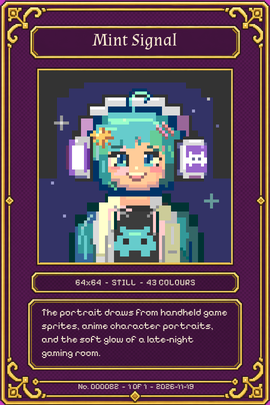 Mint Signal
64x64 - STILL - 43 COLOURS
The portrait draws from handheld game
sprites, anime character portraits,
and the soft glow of a late-night
gaming room.
No. 000082 - 1 OF 1 - 2026-11-19